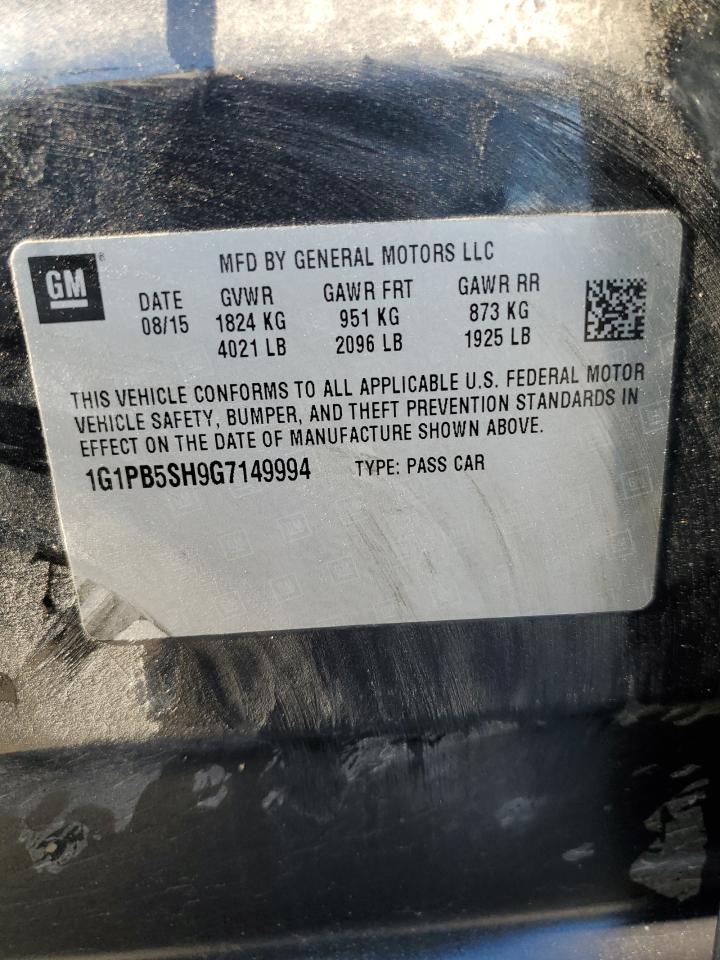 GM
MFD BY GENERAL MOTORS LLC
DATE GVWR GAWR FRT GAWR RR
08/15 1824 KG 951 KG 873 KG
4021 LB 2096 LB 1925 LB
THIS VEHICLE CONFORMS TO ALL APPLICABLE U.S. FEDERAL MOTOR
VEHICLE SAFETY, BUMPER, AND THEFT PREVENTION STANDARDS IN
EFFECT ON THE DATE OF MANUFACTURE SHOWN ABOVE.
1G1PB5SH9G7149994 TYPE: PASS CAR